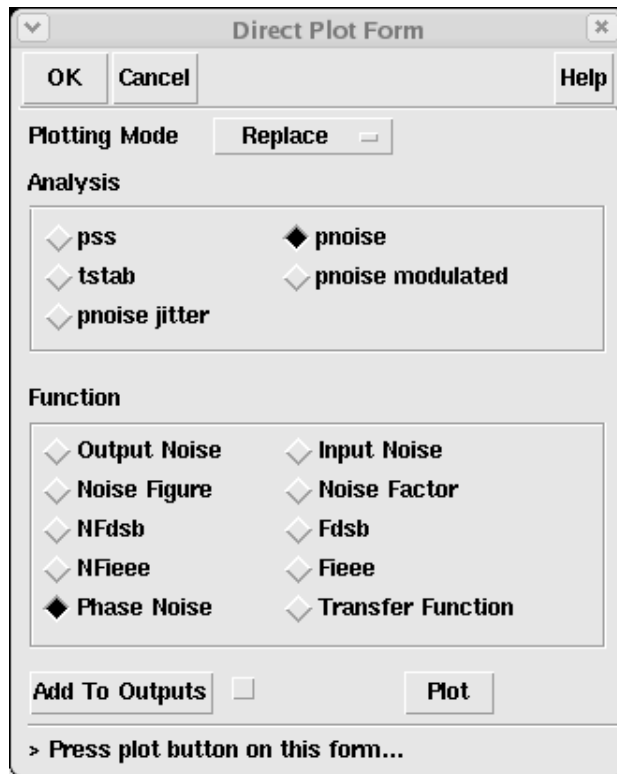 Direct Plot Form
OK Cancel Help
Plotting Mode Replace
Analysis
pss pnoise
tstab pnoise modulated
pnoise jitter
Function
Output Noise Input Noise
Noise Figure Noise Factor
NFdsb Fdsb
NFieee Fieee
Phase Noise Transfer Function
Add To Outputs Plot
> Press plot button on this form...